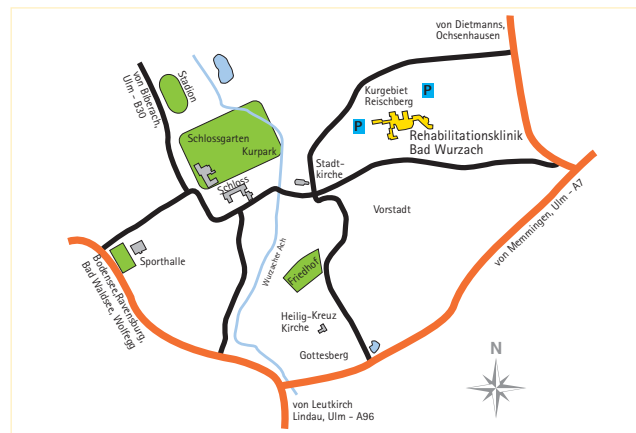 von Dietmanns,
Ochsenhausen
von Biberach,
Ulm - B30
Stadion
Kurgebiet
Reischberg
P
P
Schlossgarten
Kurpark
Rehabilitationsklinik
Bad Wurzach
Stadt-
kirche
Schloss
Vorstadt
von Memmingen, Ulm - A7
Wurzacher Ach
Sporthalle
Friedhof
Bodensee,Ravensburg,
Bad Waldsee, Wolfegg
Heilig-Kreuz
Kirche
Gottesberg
N
von Leutkirch
Lindau, Ulm - A96